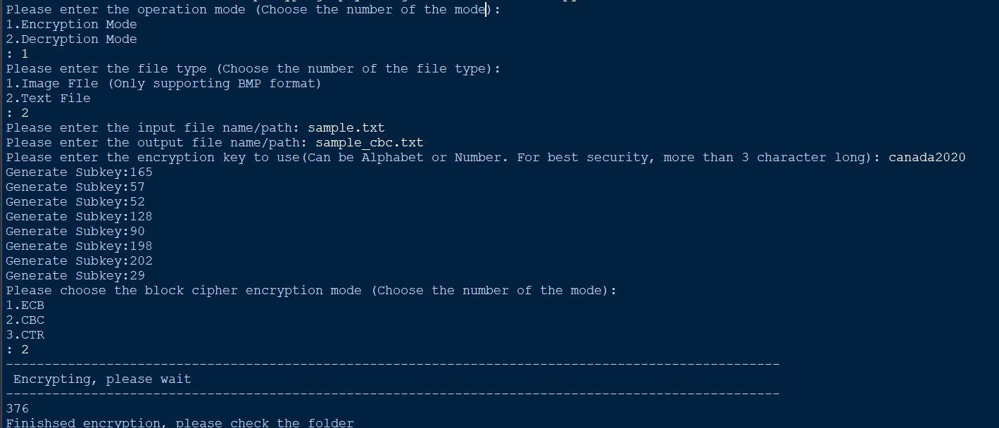 Please enter the operation mode (Choose the number of the mode):
1.Encryption Mode
2.Decryption Mode
: 1
Please enter the file type (Choose the number of the file type):
1.Image FIle (Only supporting BMP format)
2.Text File
: 2
Please enter the input file name/path: sample.txt
Please enter the output file name/path: sample_cbc.txt
Please enter the encryption key to use(Can be Alphabet or Number. For best security, more than 3 character long): canada2020
Generate Subkey:165
Generate Subkey:57
Generate Subkey:52
Generate Subkey:128
Generate Subkey:90
Generate Subkey:198
Generate Subkey:202
Generate Subkey:29
Please choose the block cipher encryption mode (Choose the number of the mode):
1.ECB
2.CBC
3.CTR
: 2
----------------------------------------------------------------------------------------------------
Encrypting, please wait
----------------------------------------------------------------------------------------------------
376
Finishsed encryption, please check the folder